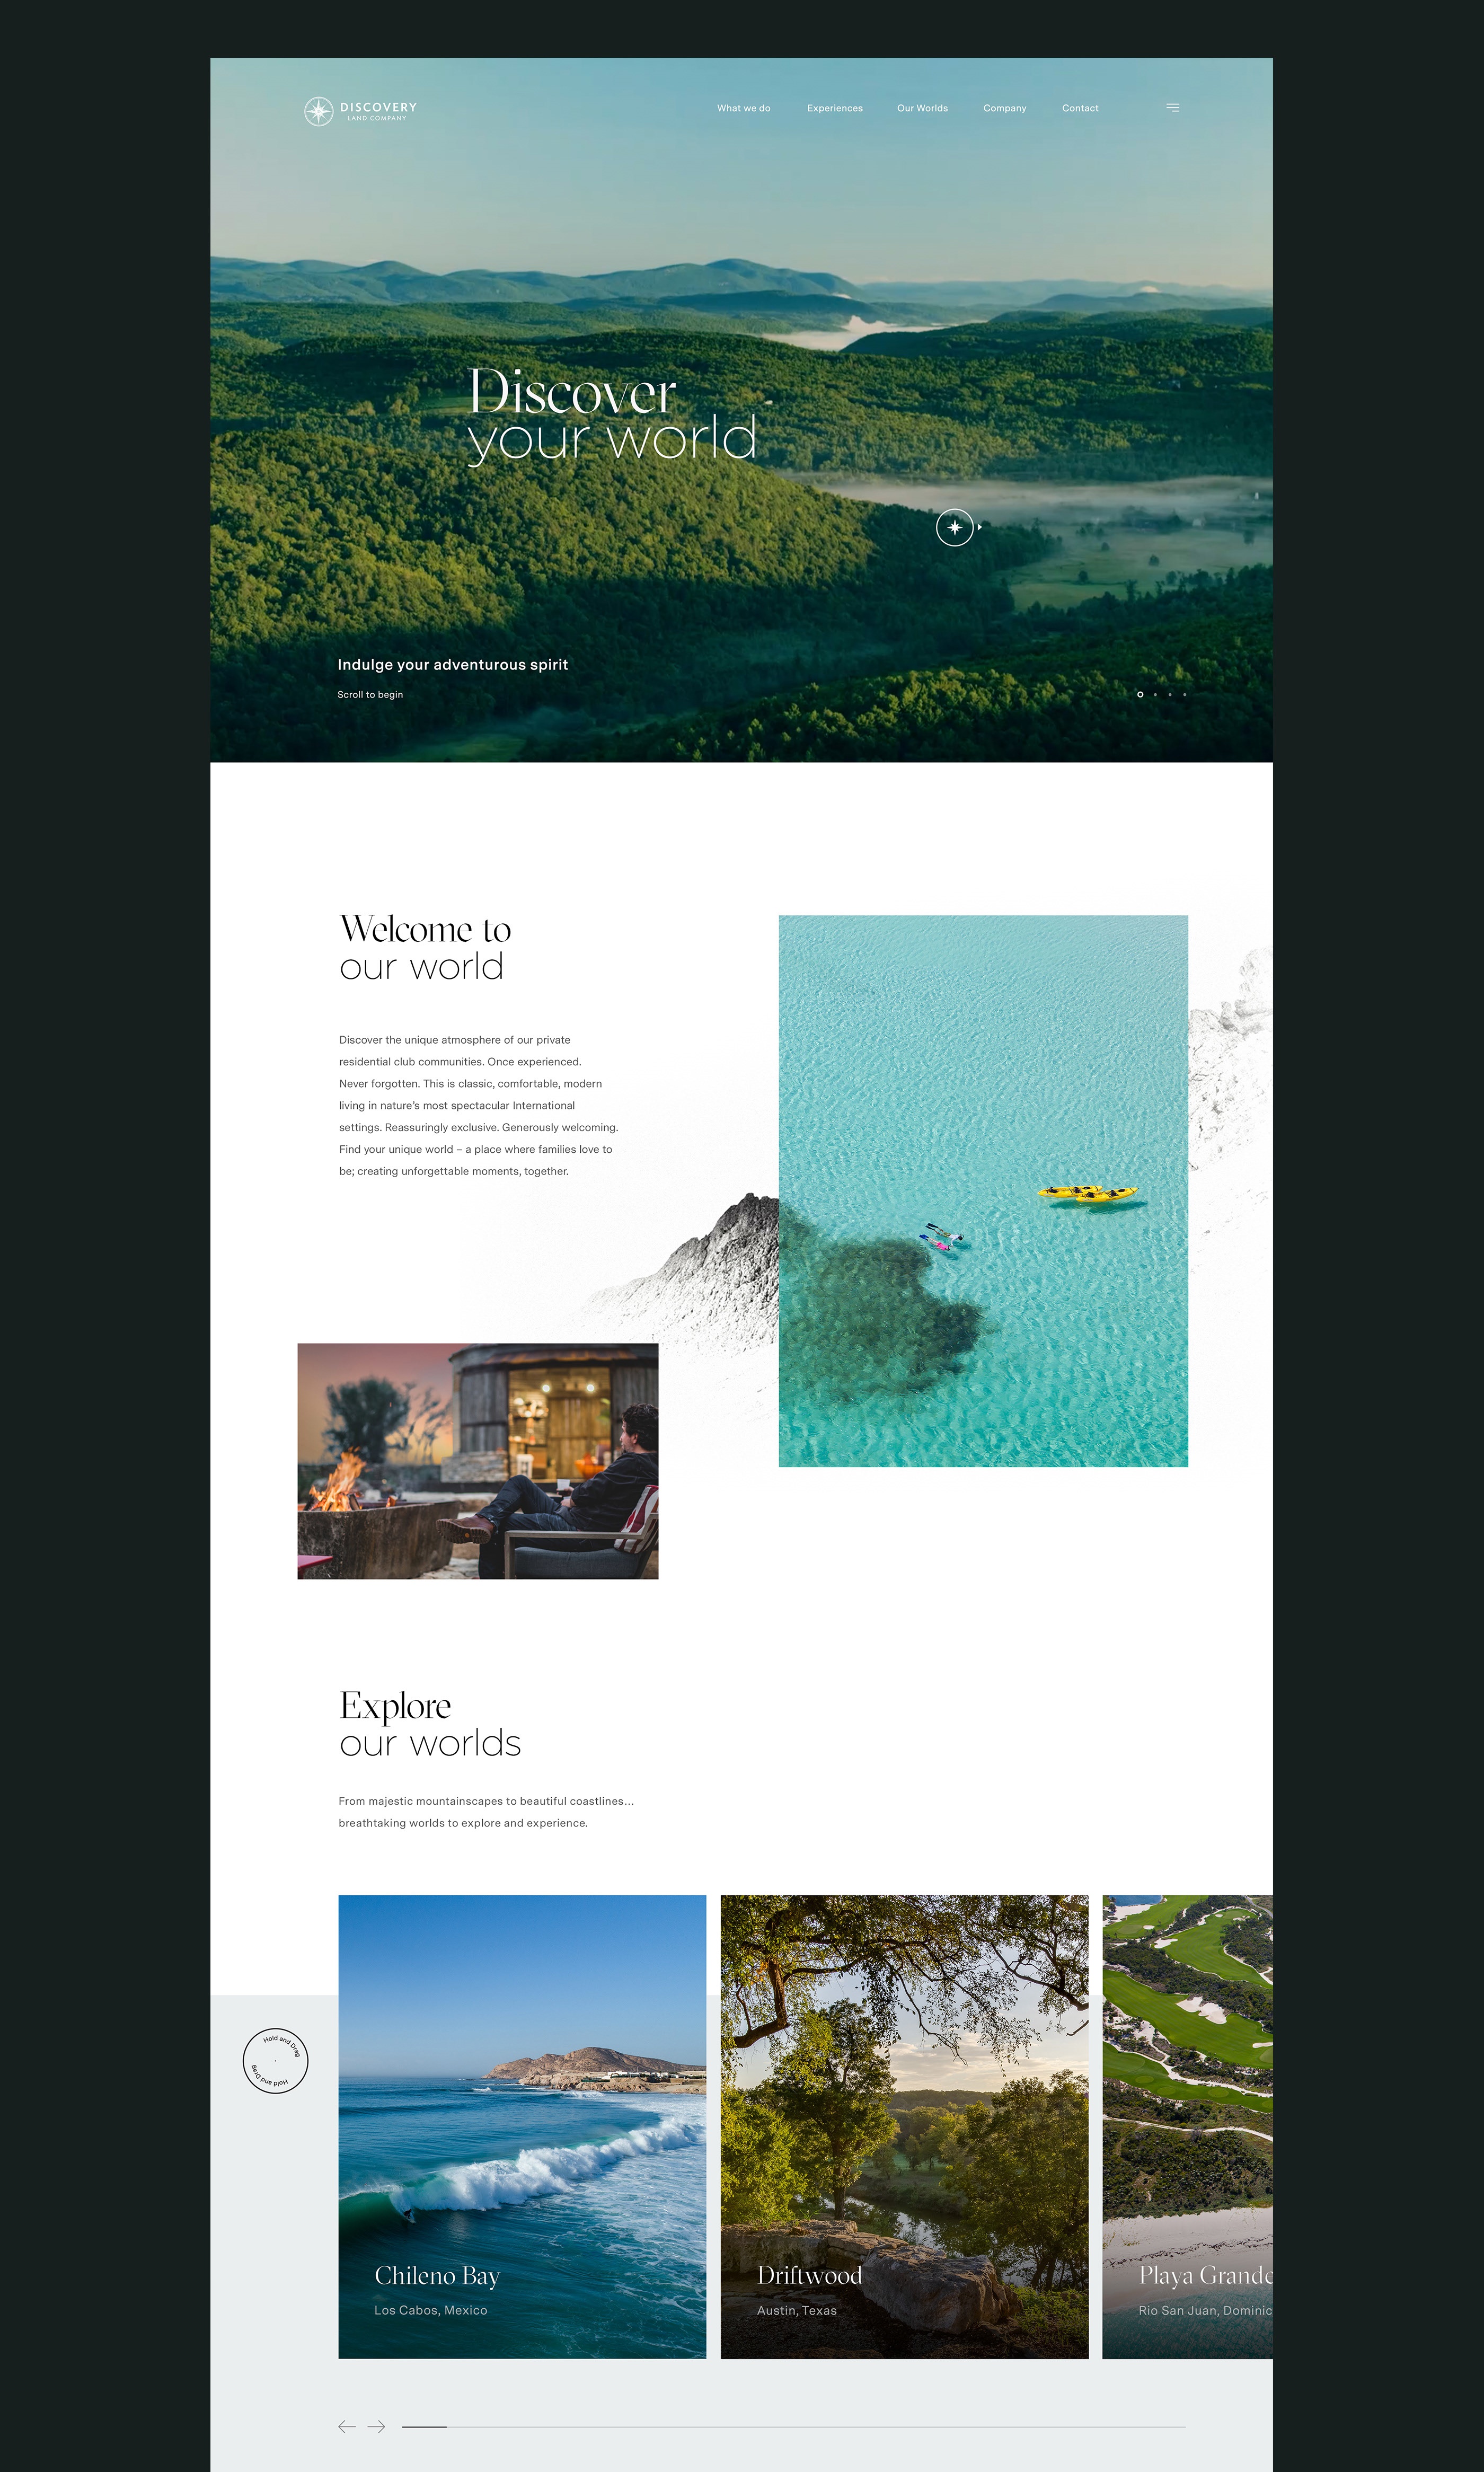 DISCOVERY
LAND COMPANY
What we do Experiences Our Worlds Company Contact
Discover
your world
Indulge your adventurous spirit
Scroll to begin
Welcome to
our world
Discover the unique atmosphere of our private
residential club communities. Once experienced.
Never forgotten. This is classic, comfortable, modern
living in nature’s most spectacular International
settings. Reassuringly exclusive. Generously welcoming.
Find your unique world – a place where families love to
be; creating unforgettable moments, together.
Explore
our worlds
From majestic mountainscapes to beautiful coastlines...
breathtaking worlds to explore and experience.
Hold and Drag
Hold and Drag
Chileno Bay
Los Cabos, Mexico
Driftwood
Austin, Texas
Playa Grande
Rio San Juan, Dominic